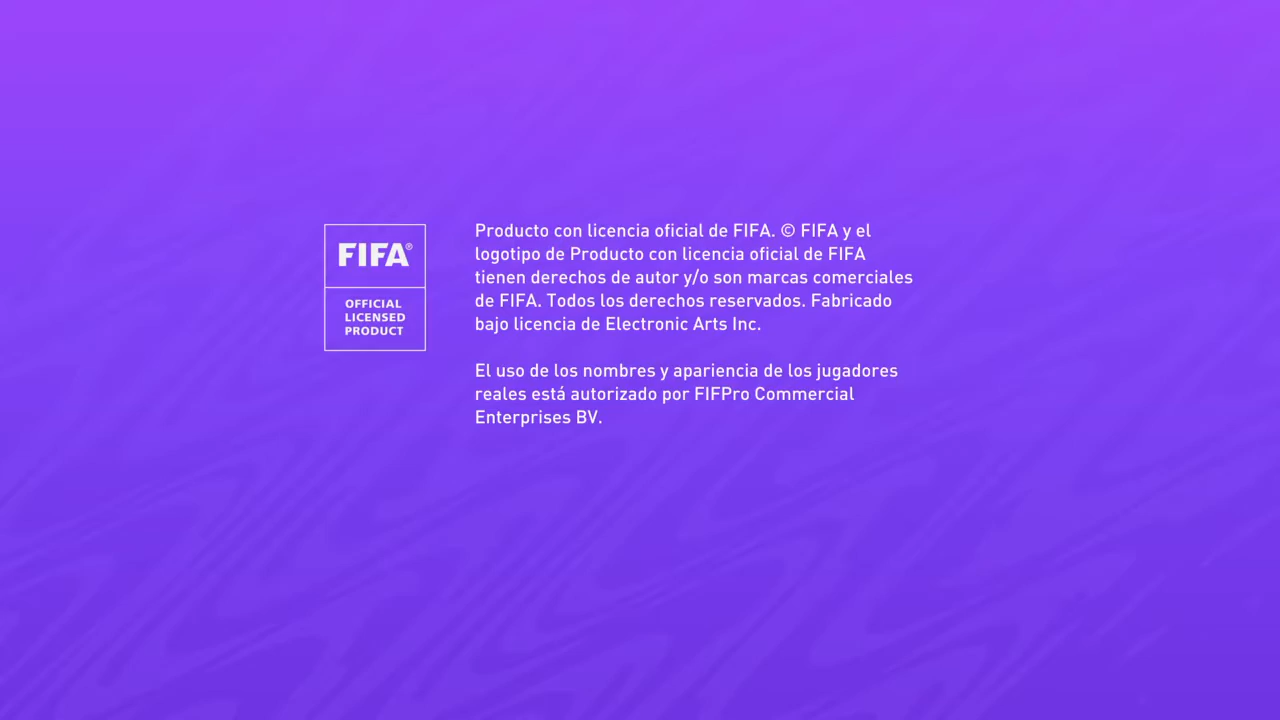 FIFA®
OFFICIAL
LICENSED
PRODUCT
Producto con licencia oficial de FIFA. © FIFA y el
logotipo de Producto con licencia oficial de FIFA
tienen derechos de autor y/o son marcas comerciales
de FIFA. Todos los derechos reservados. Fabricado
bajo licencia de Electronic Arts Inc.
El uso de los nombres y apariencia de los jugadores
reales está autorizado por FIFPro Commercial
Enterprises BV.